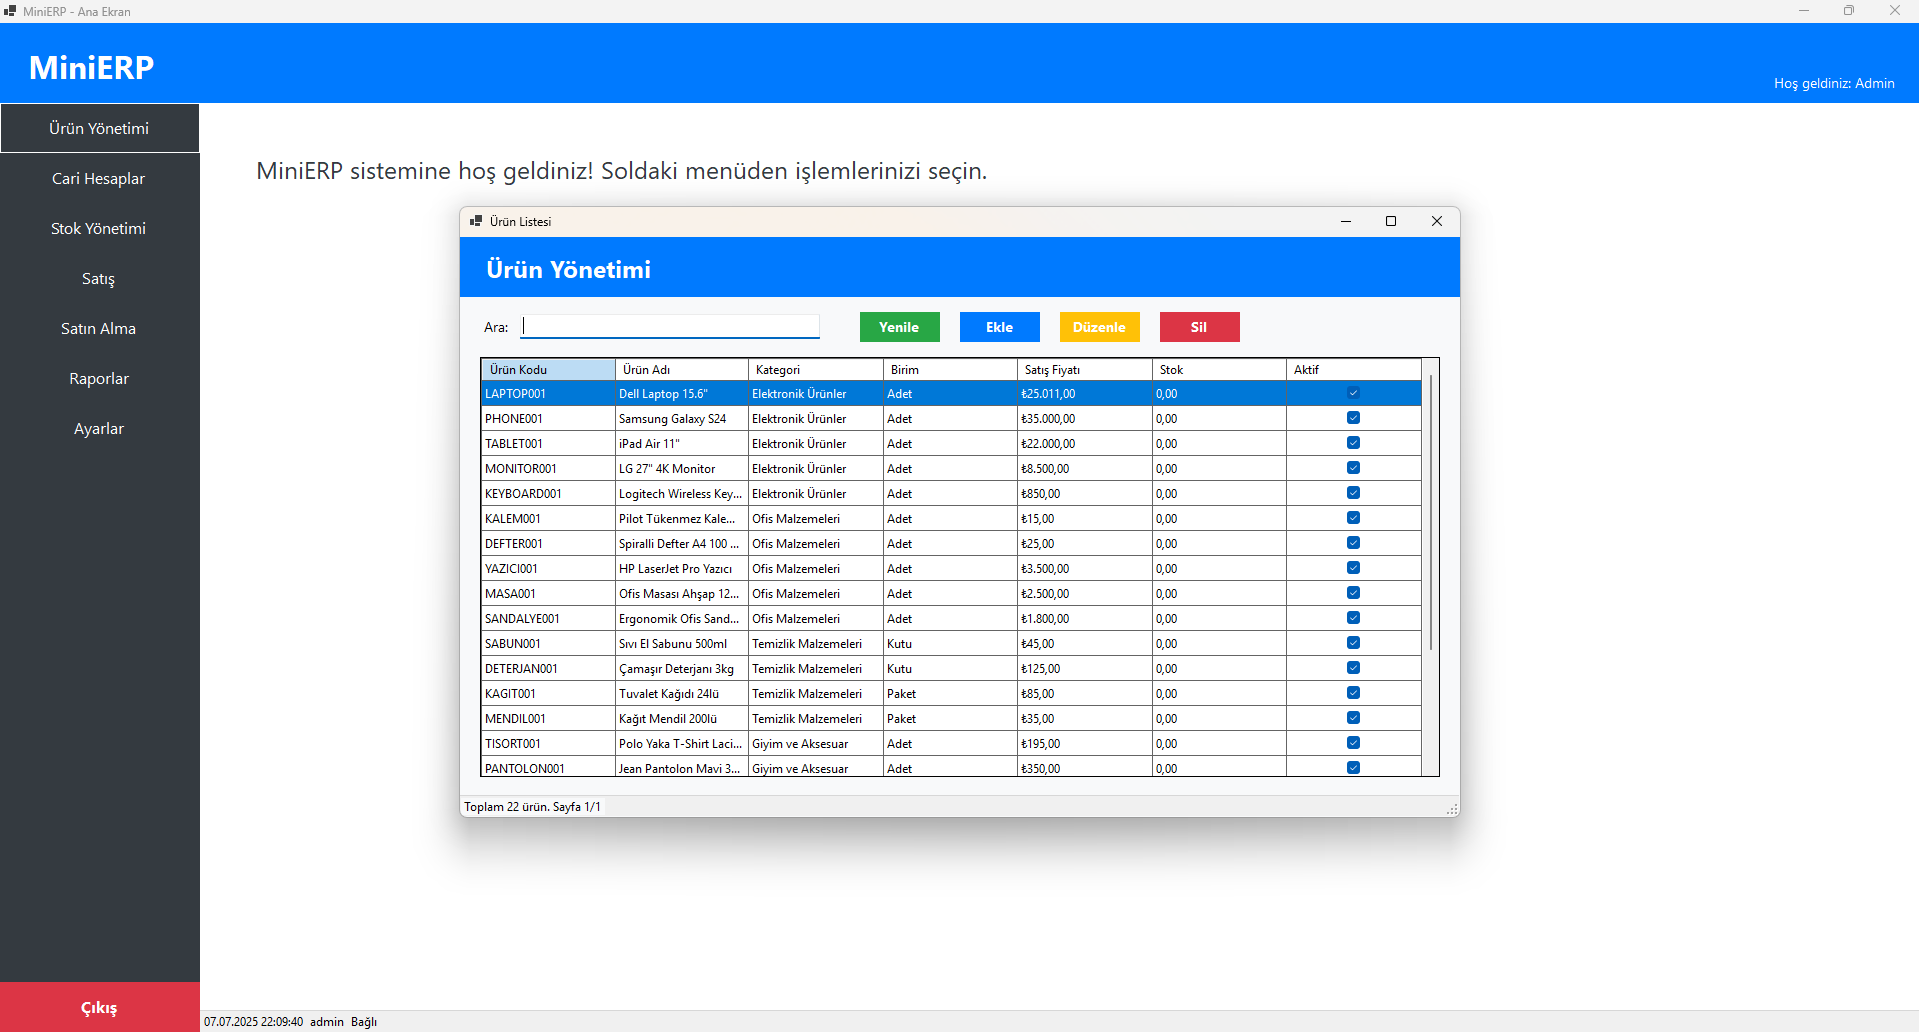 MiniERP - Ana Ekran
MiniERP
Hoş geldiniz: Admin
Ürün Yönetimi
Cari Hesaplar
Stok Yönetimi
Satış
Satın Alma
Raporlar
Ayarlar
Çıkış
MiniERP sistemine hoş geldiniz! Soldaki menüden işlemlerinizi seçin.
Ürün Listesi
Ürün Yönetimi
Ara: Yenile Ekle Düzenle Sil
Ürün Kodu Ürün Adı Kategori Birim Satış Fiyatı Stok Aktif
LAPTOP001 Dell Laptop 15.6" Elektronik Ürünler Adet ₺25.011,00 0,00
PHONE001 Samsung Galaxy S24 Elektronik Ürünler Adet ₺35.000,00 0,00
TABLET001 iPad Air 11" Elektronik Ürünler Adet ₺22.000,00 0,00
MONITOR001 LG 27" 4K Monitor Elektronik Ürünler Adet ₺8.500,00 0,00
KEYBOARD001 Logitech Wireless Key... Elektronik Ürünler Adet ₺850,00 0,00
KALEM001 Pilot Tükenmez Kale... Ofis Malzemeleri Adet ₺15,00 0,00
DEFTER001 Spiralli Defter A4 100 ... Ofis Malzemeleri Adet ₺25,00 0,00
YAZICI001 HP LaserJet Pro Yazıcı Ofis Malzemeleri Adet ₺3.500,00 0,00
MASA001 Ofis Masası Ahşap 12... Ofis Malzemeleri Adet ₺2.500,00 0,00
SANDALYE001 Ergonomik Ofis Sand... Ofis Malzemeleri Adet ₺1.800,00 0,00
SABUN001 Sıvı El Sabunu 500ml Temizlik Malzemeleri Kutu ₺45,00 0,00
DETERJAN001 Çamaşır Deterjanı 3kg Temizlik Malzemeleri Kutu ₺125,00 0,00
KAGIT001 Tuvalet Kağıdı 24lü Temizlik Malzemeleri Paket ₺85,00 0,00
MENDIL001 Kağıt Mendil 200lü Temizlik Malzemeleri Paket ₺35,00 0,00
TISORT001 Polo Yaka T-Shirt Laci... Giyim ve Aksesuar Adet ₺195,00 0,00
PANTOLON001 Jean Pantolon Mavi 3... Giyim ve Aksesuar Adet ₺350,00 0,00
Toplam 22 ürün. Sayfa 1/1
07.07.2025 22:09:40 admin Bağlı